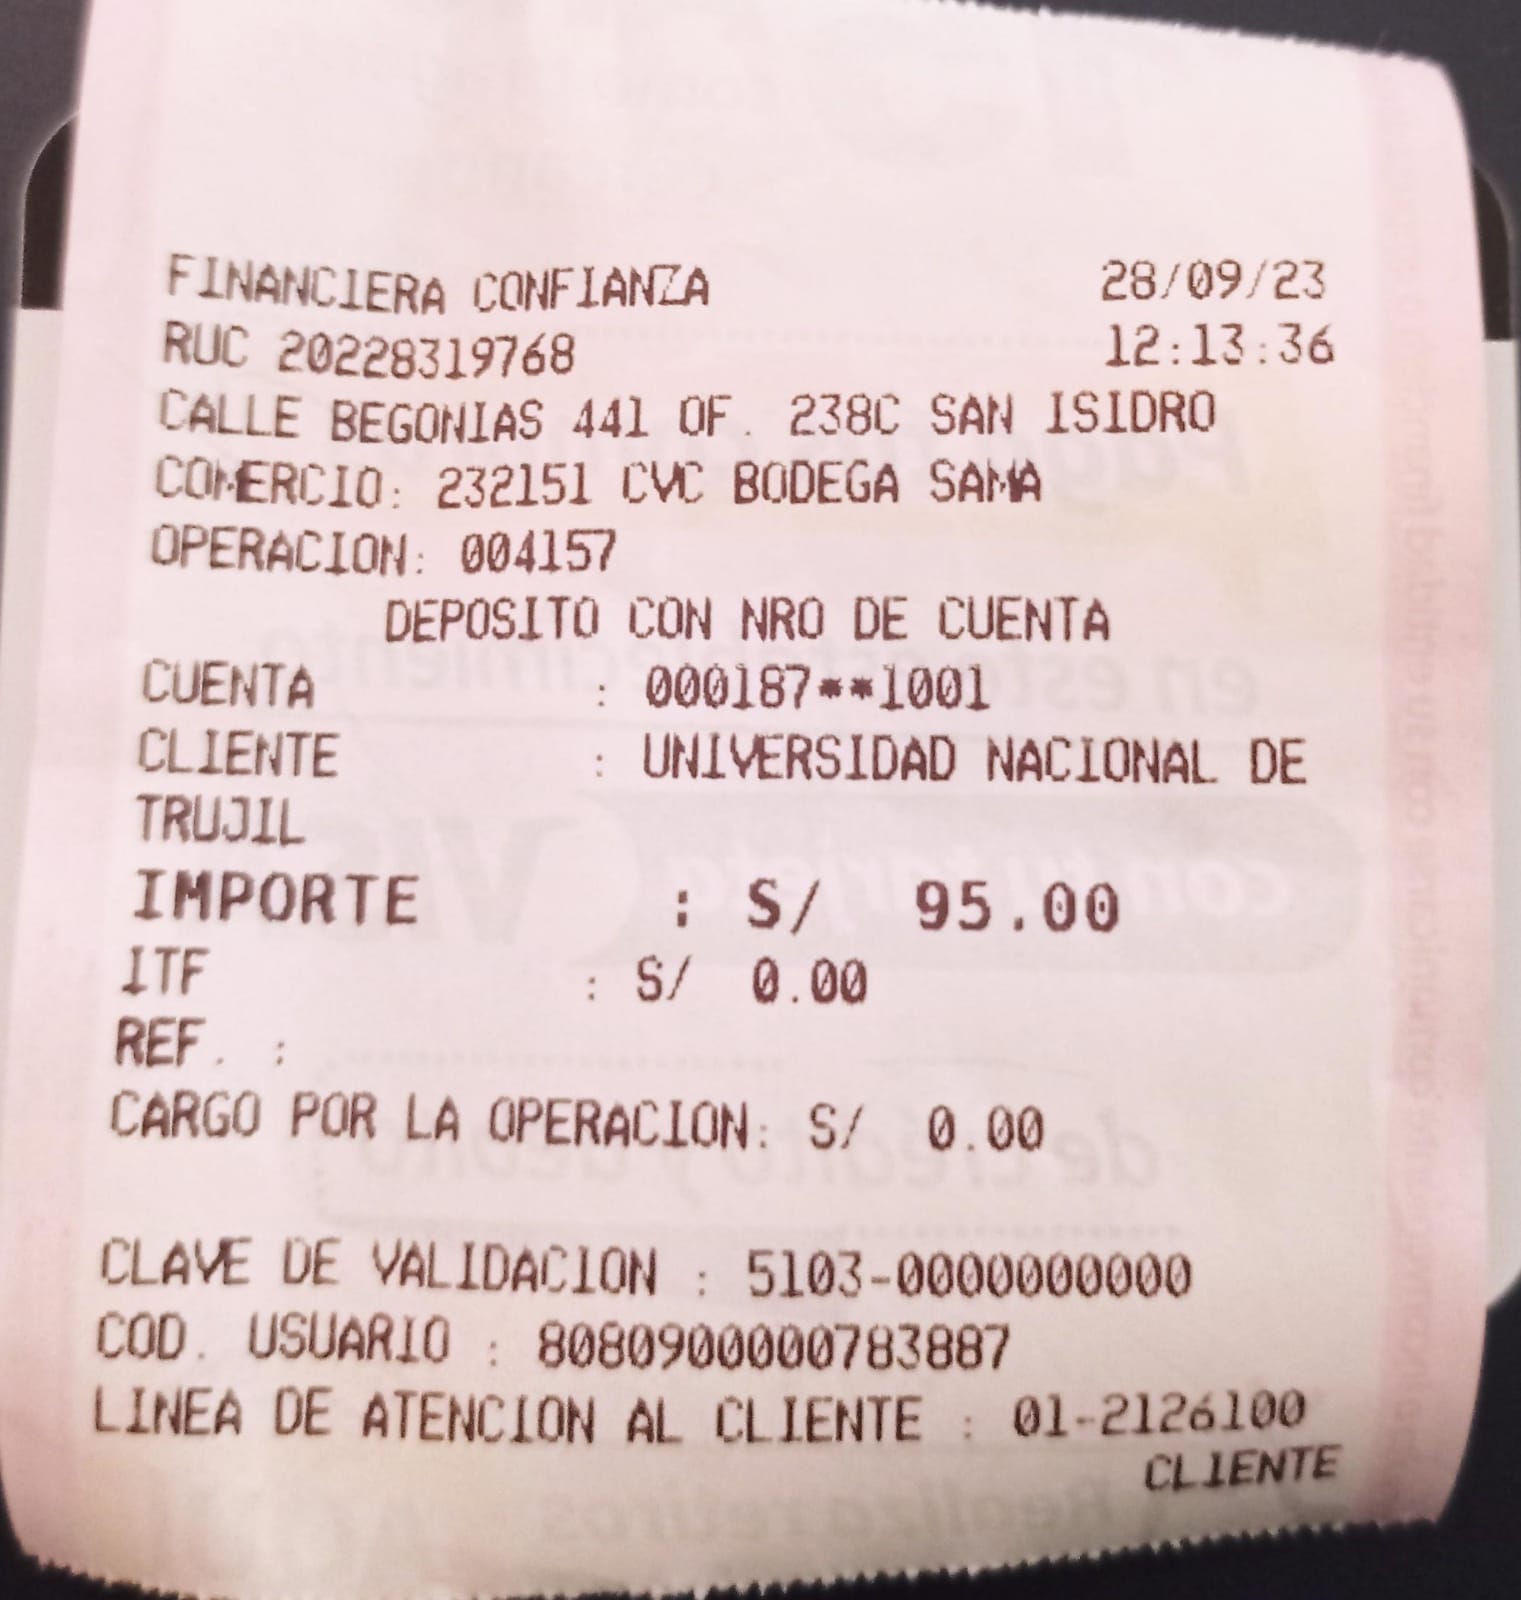 FINANCIERA CONFIANZA 28/09/23
RUC 20228319768 12:13:36
CALLE BEGONIAS 441 OF. 238C SAN ISIDRO
COMERCIO: 232151 CVC BODEGA SAMA
OPERACION: 004157
DEPOSITO CON NRO DE CUENTA
CUENTA : 000187**1001
CLIENTE : UNIVERSIDAD NACIONAL DE
TRUJIL
IMPORTE : S/ 95.00
ITF : S/ 0.00
REF. :
CARGO POR LA OPERACION: S/ 0.00
CLAVE DE VALIDACION : 5103-0000000000
COD. USUARIO : 8080900000783887
LINEA DE ATENCION AL CLIENTE : 01-2126100
CLIENTE